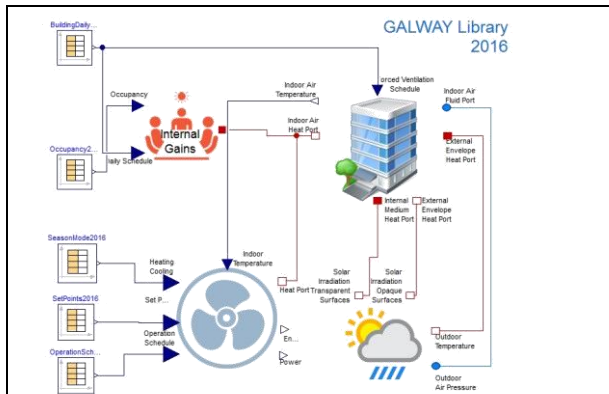 BuildingDaily...
GALWAY Library
2016
Occupancy
Indoor Air
Temperature
orced Ventilation
Schedule
Indoor Air
Fluid Port
Internal
Gains
Indoor Air
Heat Port
External
Envelope
Heat Port
Occupancy2...
aily Schedule
Internal
Medium
Heat Port
External
Envelope
Heat Port
SeasonMode2016
Heating
Cooling
Indoor
Temperature
Set P...
Heat Port
Solar
Irradiation
Transparent
Surfaces
Solar
Irradiation
Opaque
Surfaces
SetPoints2016
Operation
Schedule
En...
Power
Outdoor
Temperature
OperationSch...
Outdoor
Air Pressure